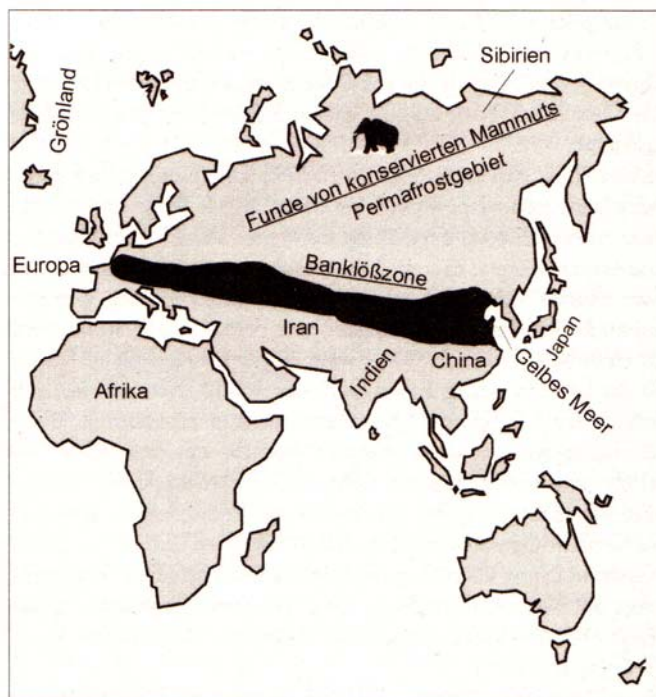 Sibirien
Grönland
Funde von konservierten Mammuts
Permafrostgebiet
Europa
Banklößzone
Iran
Indien
China
Japan
Gelbes Meer
Afrika